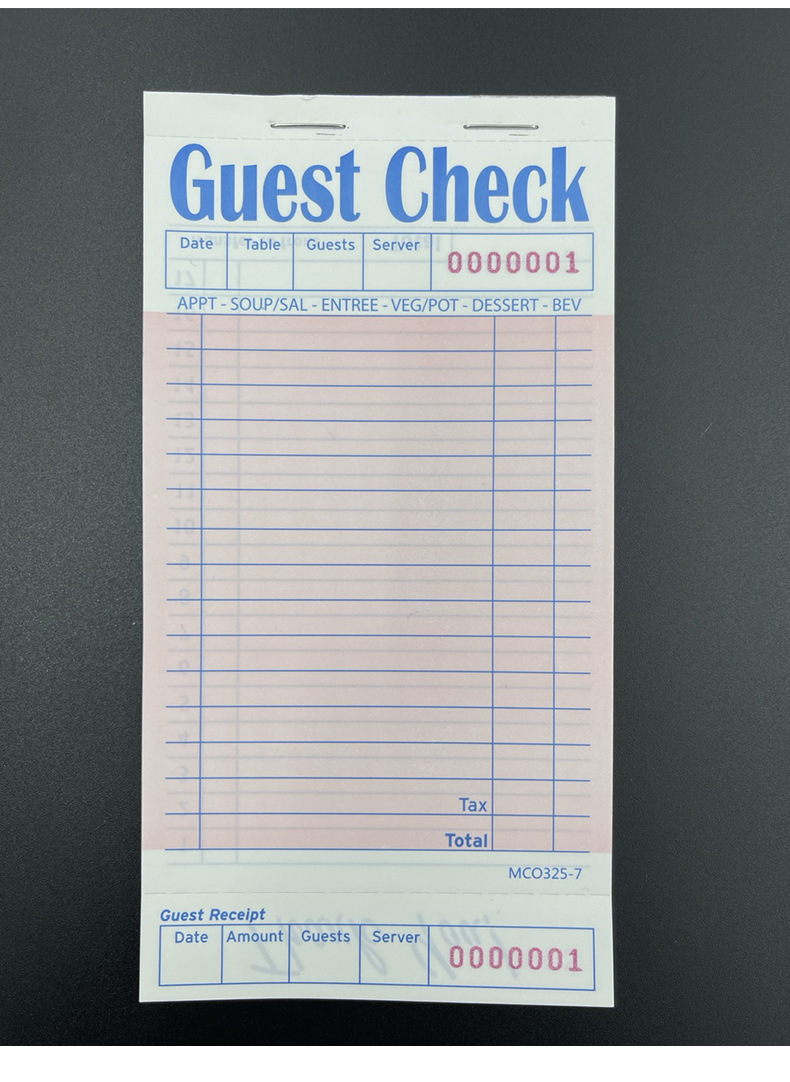 Guest Check
Date Table Guests Server 0000001
APPT - SOUP/SAL - ENTREE - VEG/POT - DESSERT - BEV
Tax
Total
MCO325-7
Guest Receipt
Date Amount Guests Server 0000001